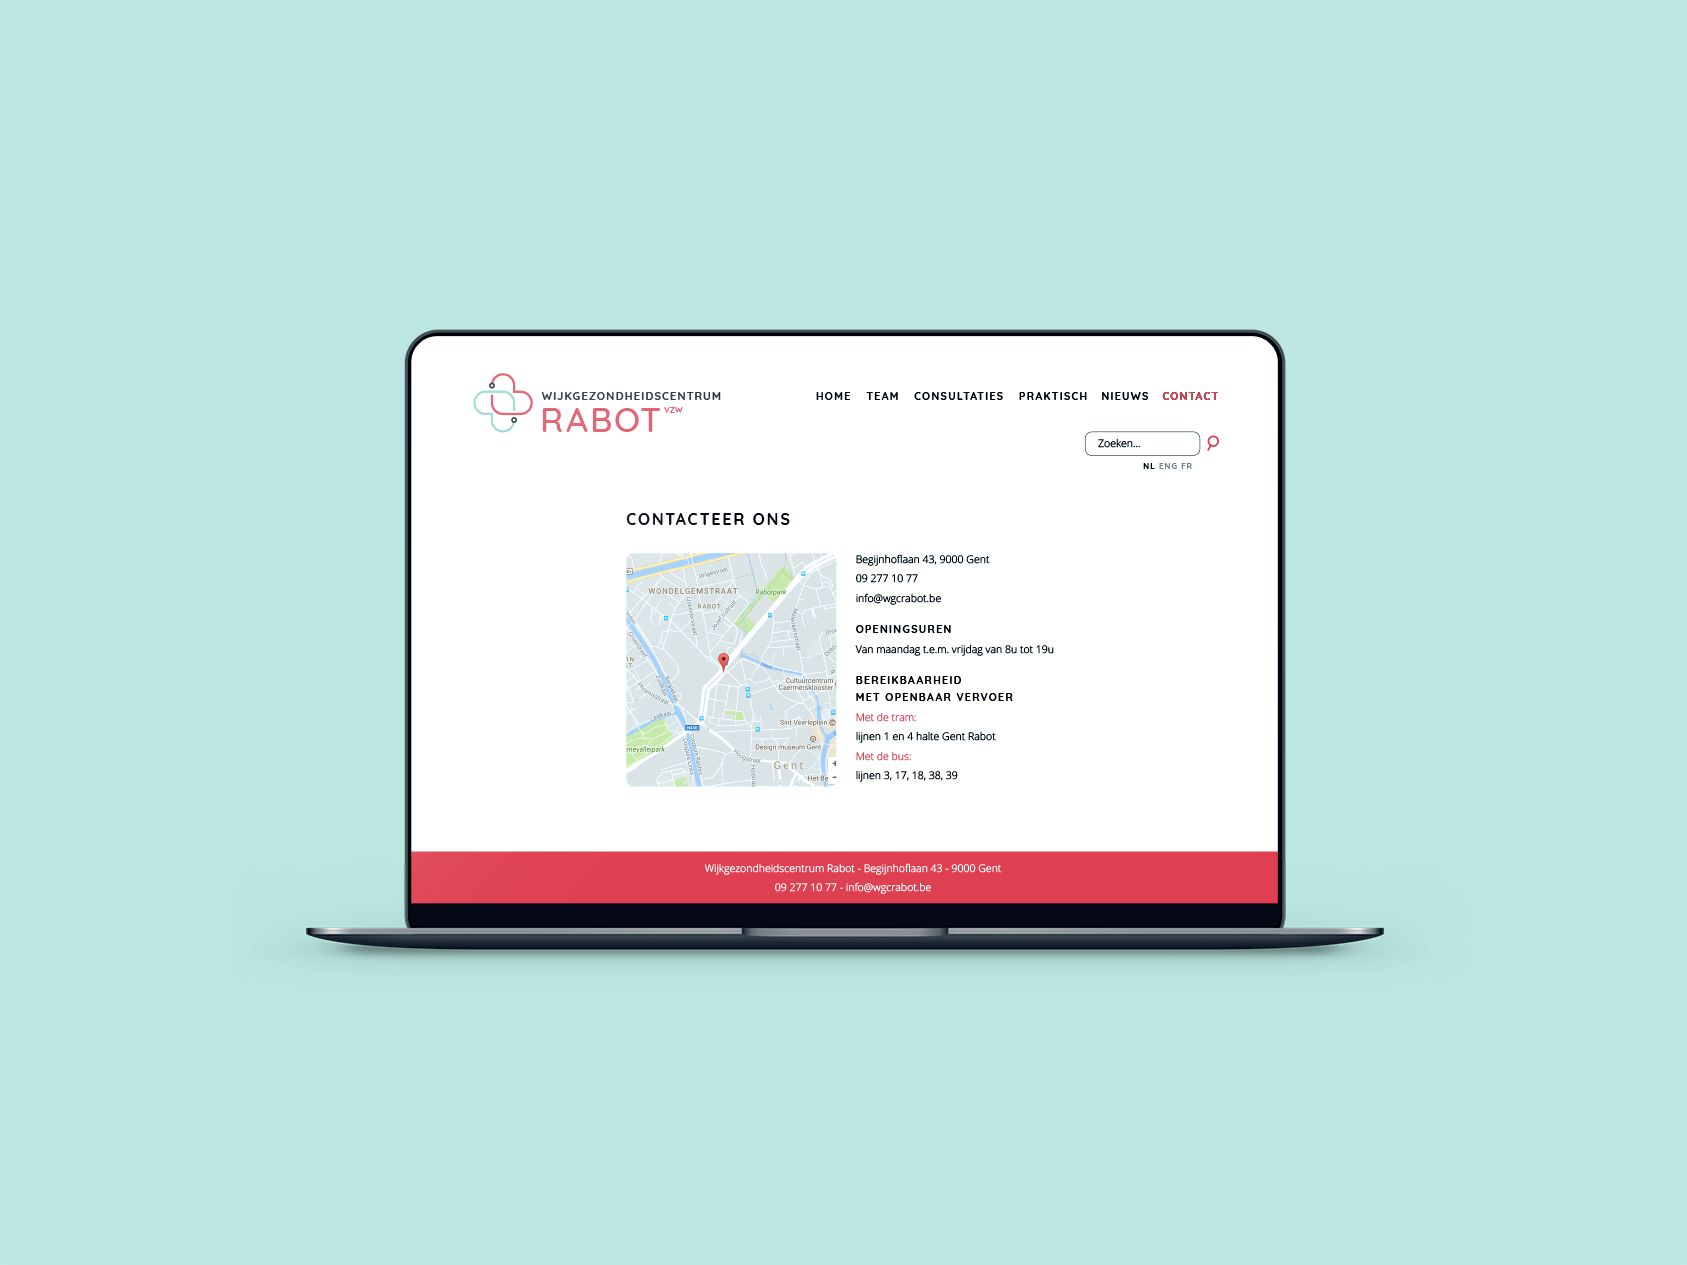 WIJKGEZONDHEIDSCENTRUM
RABOT VZW
HOME TEAM CONSULTATIES PRAKTISCH NIEUWS CONTACT
Zoeken...
NL ENG FR
CONTACTEER ONS
Wilgestraat
WONDELGEMSTRAAT
RABOT
Rabotpark
Cultuurcentrum
Caermersklooster
Sint Veerleplein
N430
Design museum Gent
Hoogstraat
Gent
Begijnhoflaan 43, 9000 Gent
09 277 10 77
info@wgcrabot.be
OPENINGSUREN
Van maandag t.e.m. vrijdag van 8u tot 19u
BEREIKBAARHEID
MET OPENBAAR VERVOER
Met de tram:
lijnen 1 en 4 halte Gent Rabot
Met de bus:
lijnen 3, 17, 18, 38, 39
Wijkgezondheidscentrum Rabot - Begijnhoflaan 43 - 9000 Gent
09 277 10 77 - info@wgcrabot.be